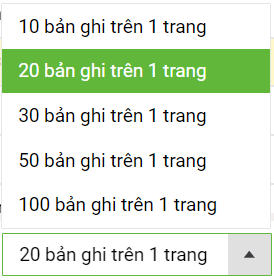 10 bản ghi trên 1 trang
20 bản ghi trên 1 trang
30 bản ghi trên 1 trang
50 bản ghi trên 1 trang
100 bản ghi trên 1 trang
20 bản ghi trên 1 trang